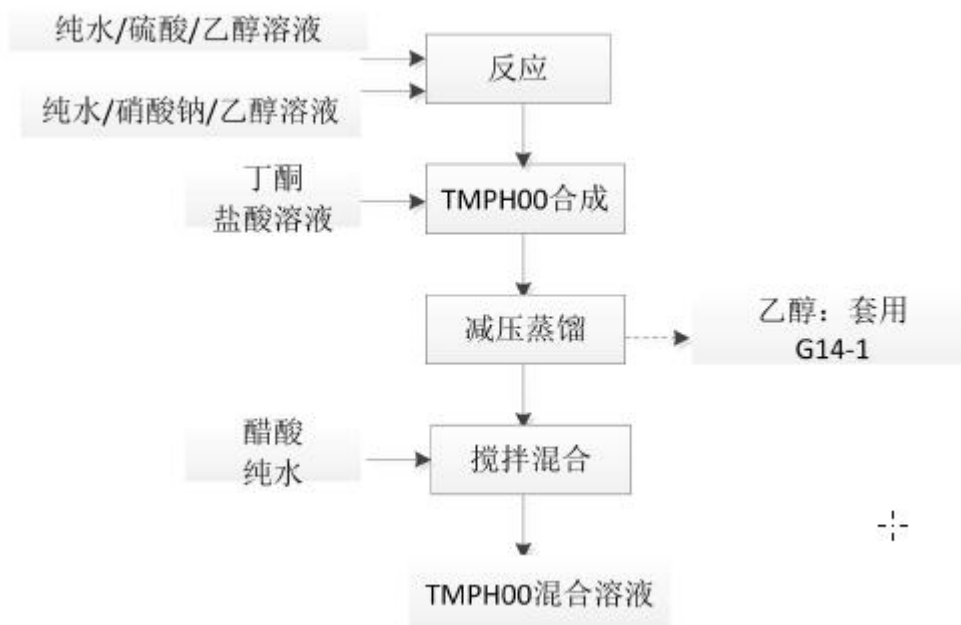 纯水/硫酸/乙醇溶液
反应
纯水/硝酸钠/乙醇溶液
丁酮
盐酸溶液
TMPH00合成
减压蒸馏
乙醇：套用
G14-1
醋酸
纯水
搅拌混合
TMPH00混合溶液